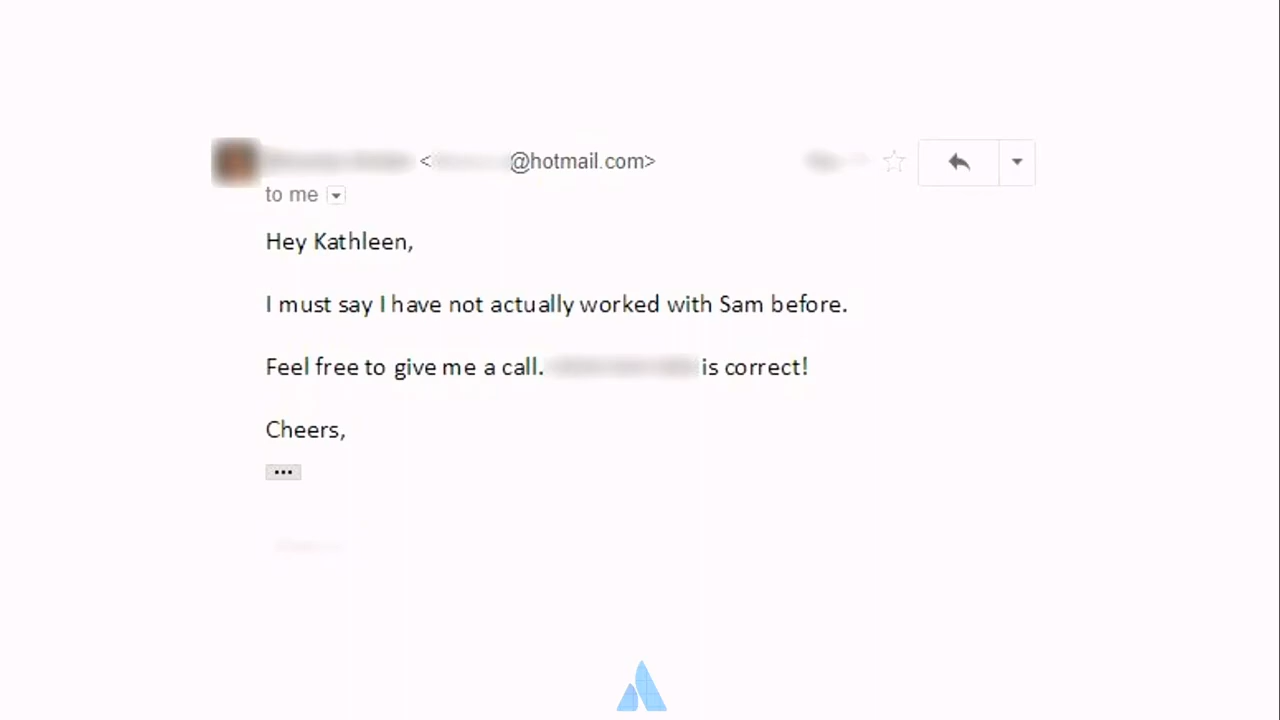 < @hotmail.com>
to me
Hey Kathleen,
I must say I have not actually worked with Sam before.
Feel free to give me a call. is correct!
Cheers,
•••